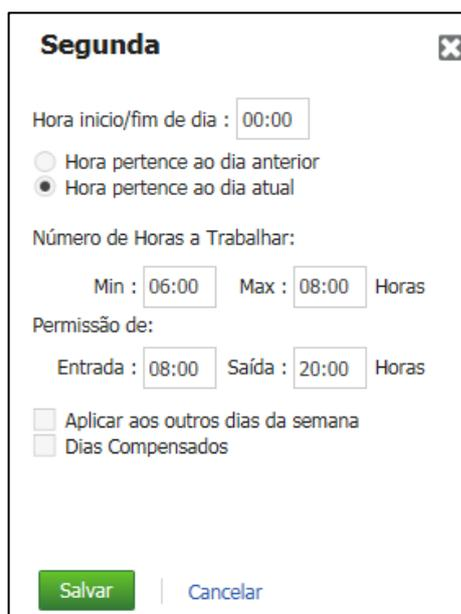 Segunda
Hora inicio/fim de dia : 00:00
Hora pertence ao dia anterior
Hora pertence ao dia atual
Número de Horas a Trabalhar:
Min : 06:00 Max : 08:00 Horas
Permissão de:
Entrada : 08:00 Saída : 20:00 Horas
Aplicar aos outros dias da semana
Dias Compensados
Salvar Cancelar